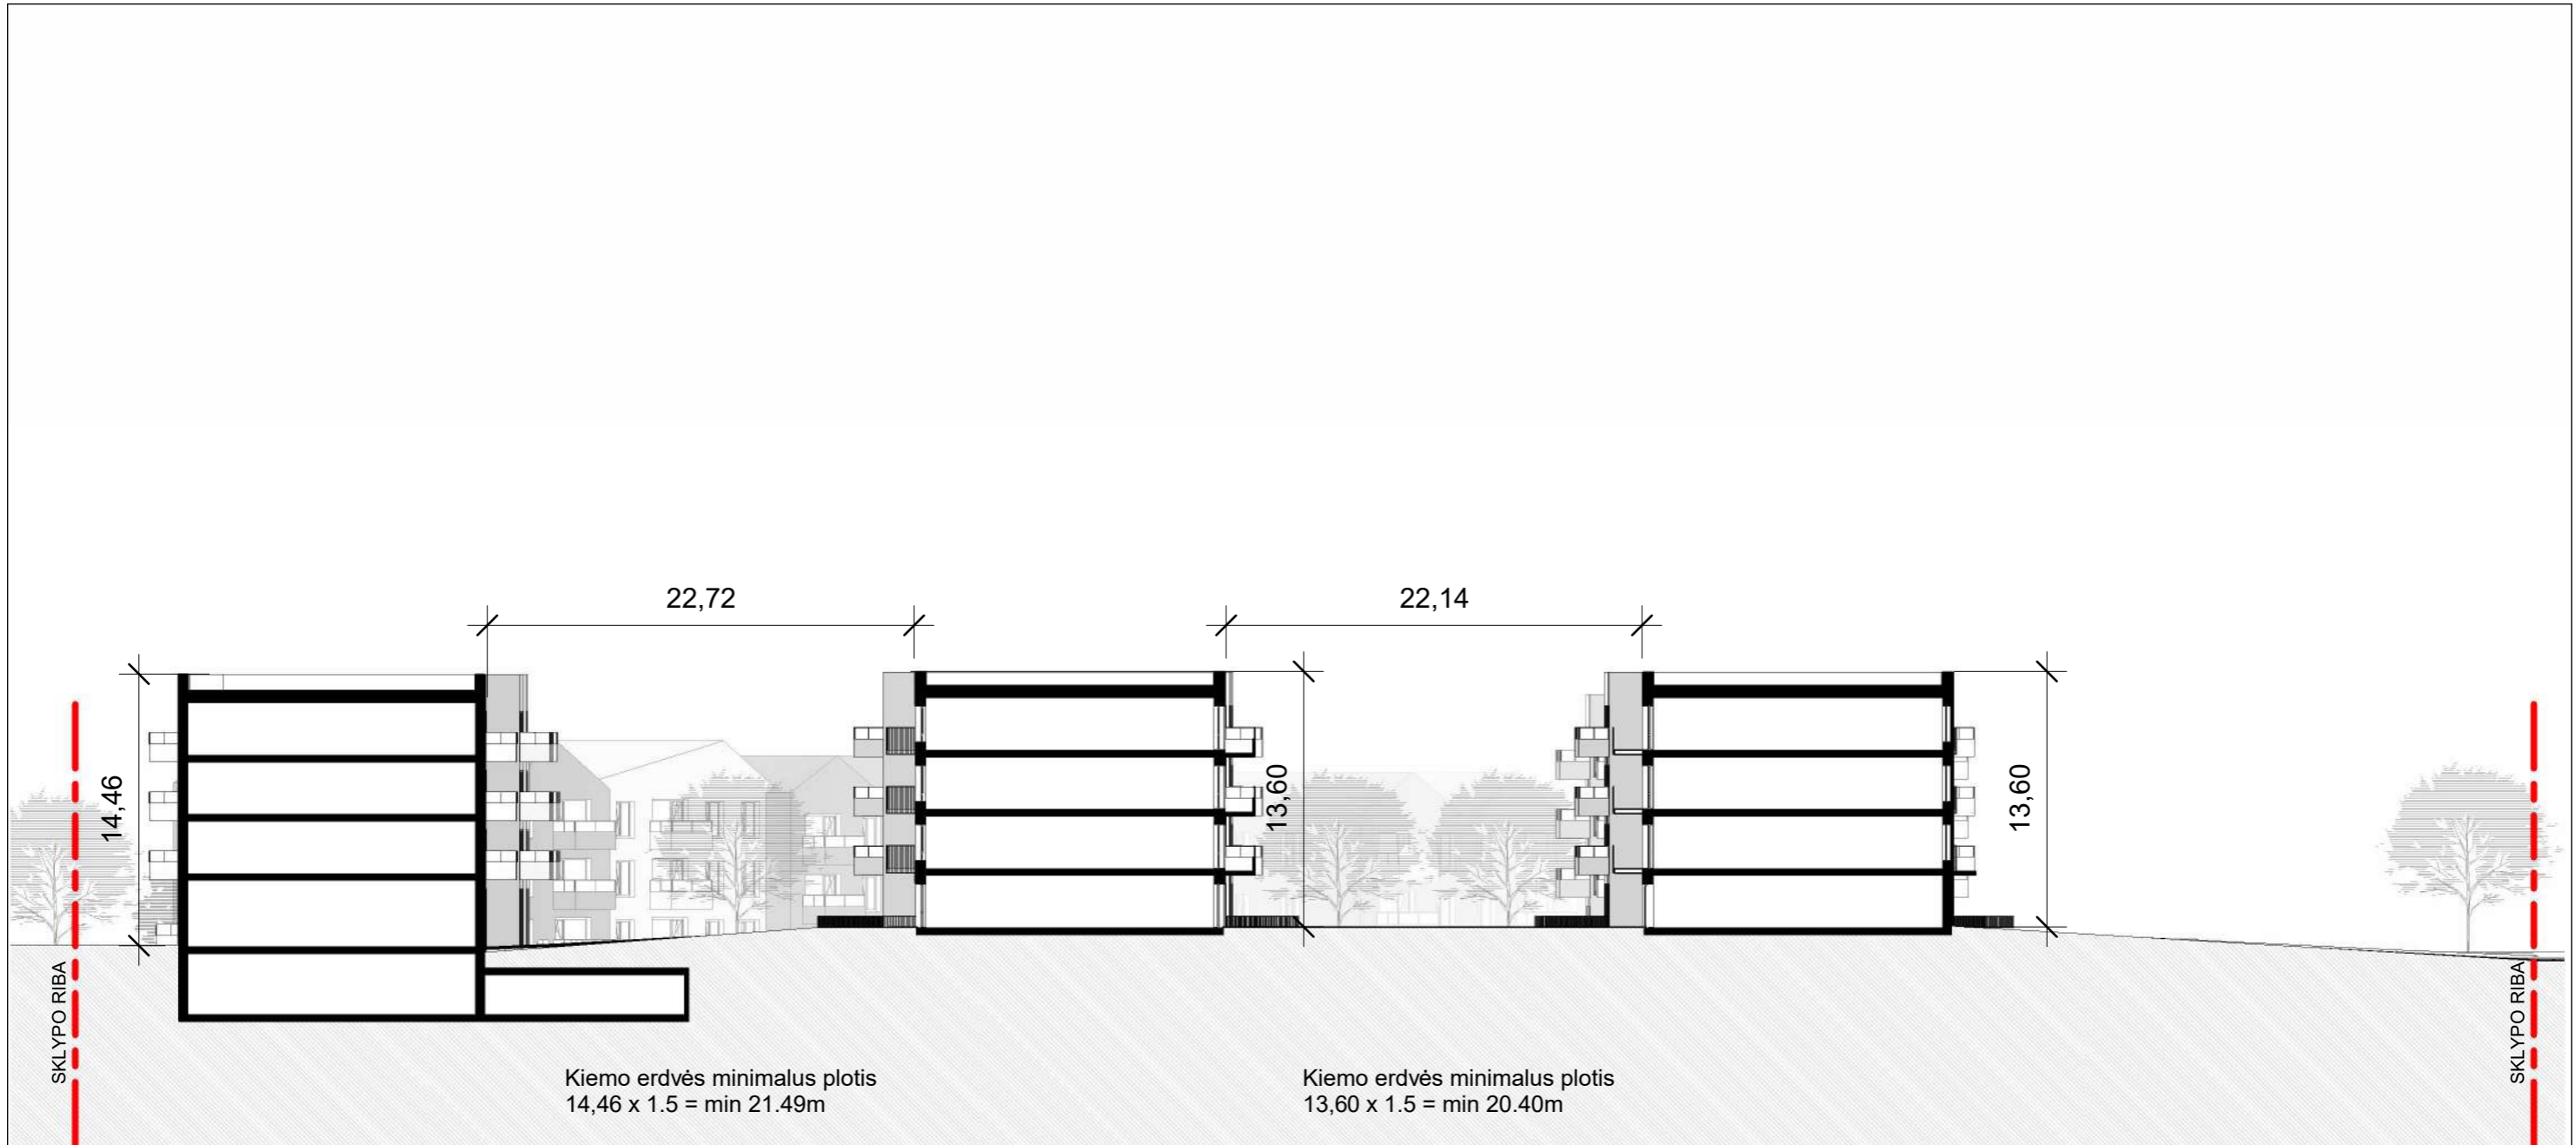 22,72
22,14
14,46
13,60
13,60
SKLYPO RIBA
SKLYPO RIBA
Kiemo erdvės minimalus plotis
14,46 x 1.5 = min 21.49m
Kiemo erdvės minimalus plotis
13,60 x 1.5 = min 20.40m